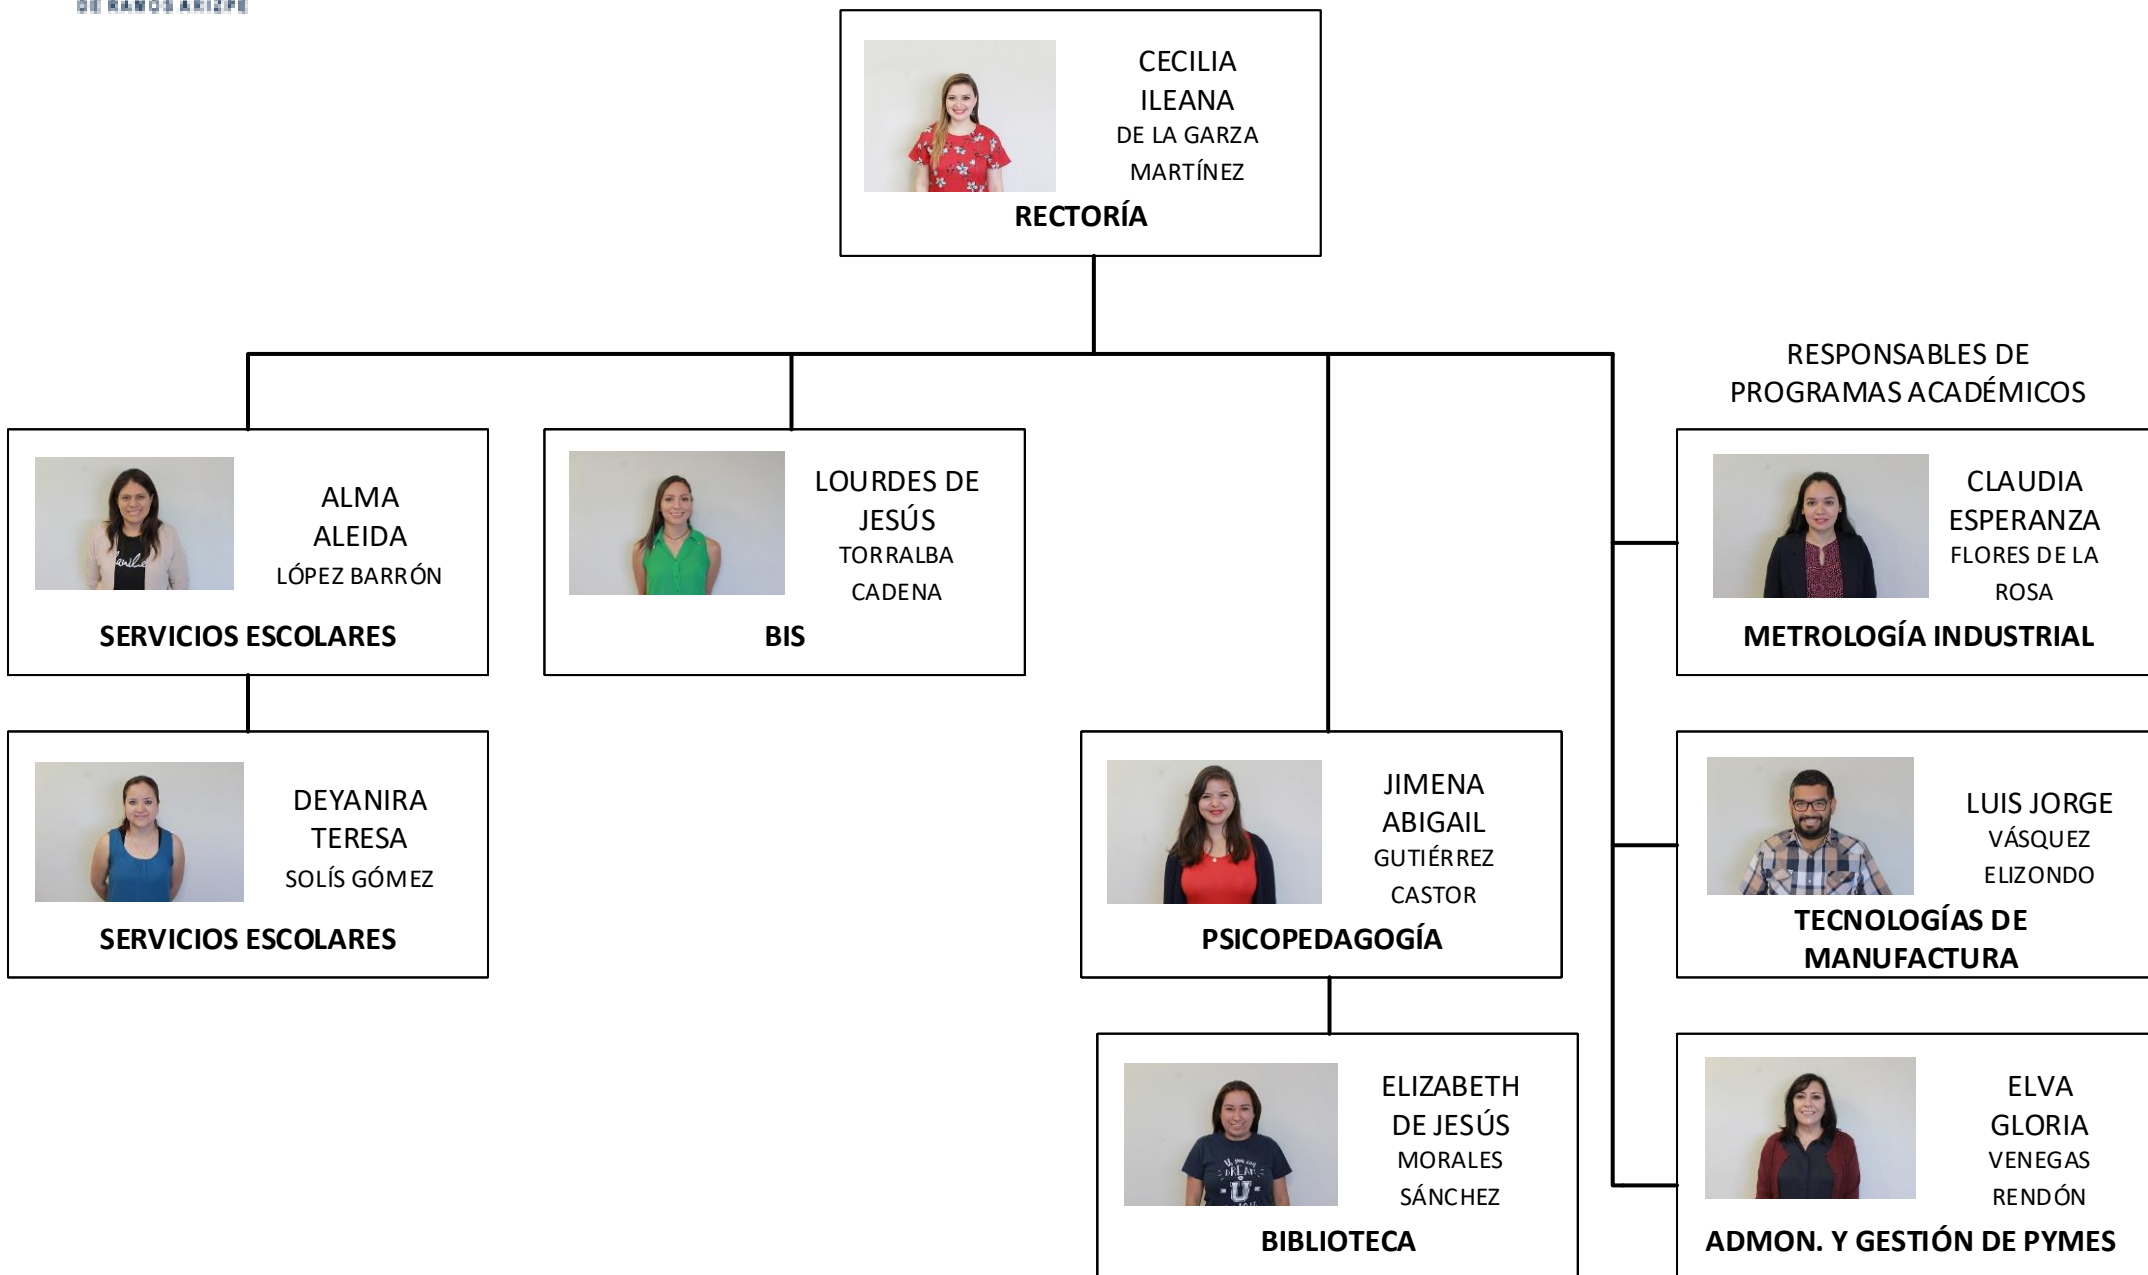 DE RAMOS ARIZPE
CECILIA
ILEANA
DE LA GARZA
MARTÍNEZ
RECTORÍA
RESPONSABLES DE
PROGRAMAS ACADÉMICOS
ALMA
ALEIDA
LÓPEZ BARRÓN
SERVICIOS ESCOLARES
LOURDES DE
JESÚS
TORRALBA
CADENA
BIS
CLAUDIA
ESPERANZA
FLORES DE LA
ROSA
METROLOGÍA INDUSTRIAL
DEYANIRA
TERESA
SOLÍS GÓMEZ
SERVICIOS ESCOLARES
JIMENA
ABIGAIL
GUTIÉRREZ
CASTOR
PSICOPEDAGOGÍA
LUIS JORGE
VÁSQUEZ
ELIZONDO
TECNOLOGÍAS DE
MANUFACTURA
ELIZABETH
DE JESÚS
MORALES
SÁNCHEZ
BIBLIOTECA
ELVA
GLORIA
VENEGAS
RENDÓN
ADMON. Y GESTIÓN DE PYMES